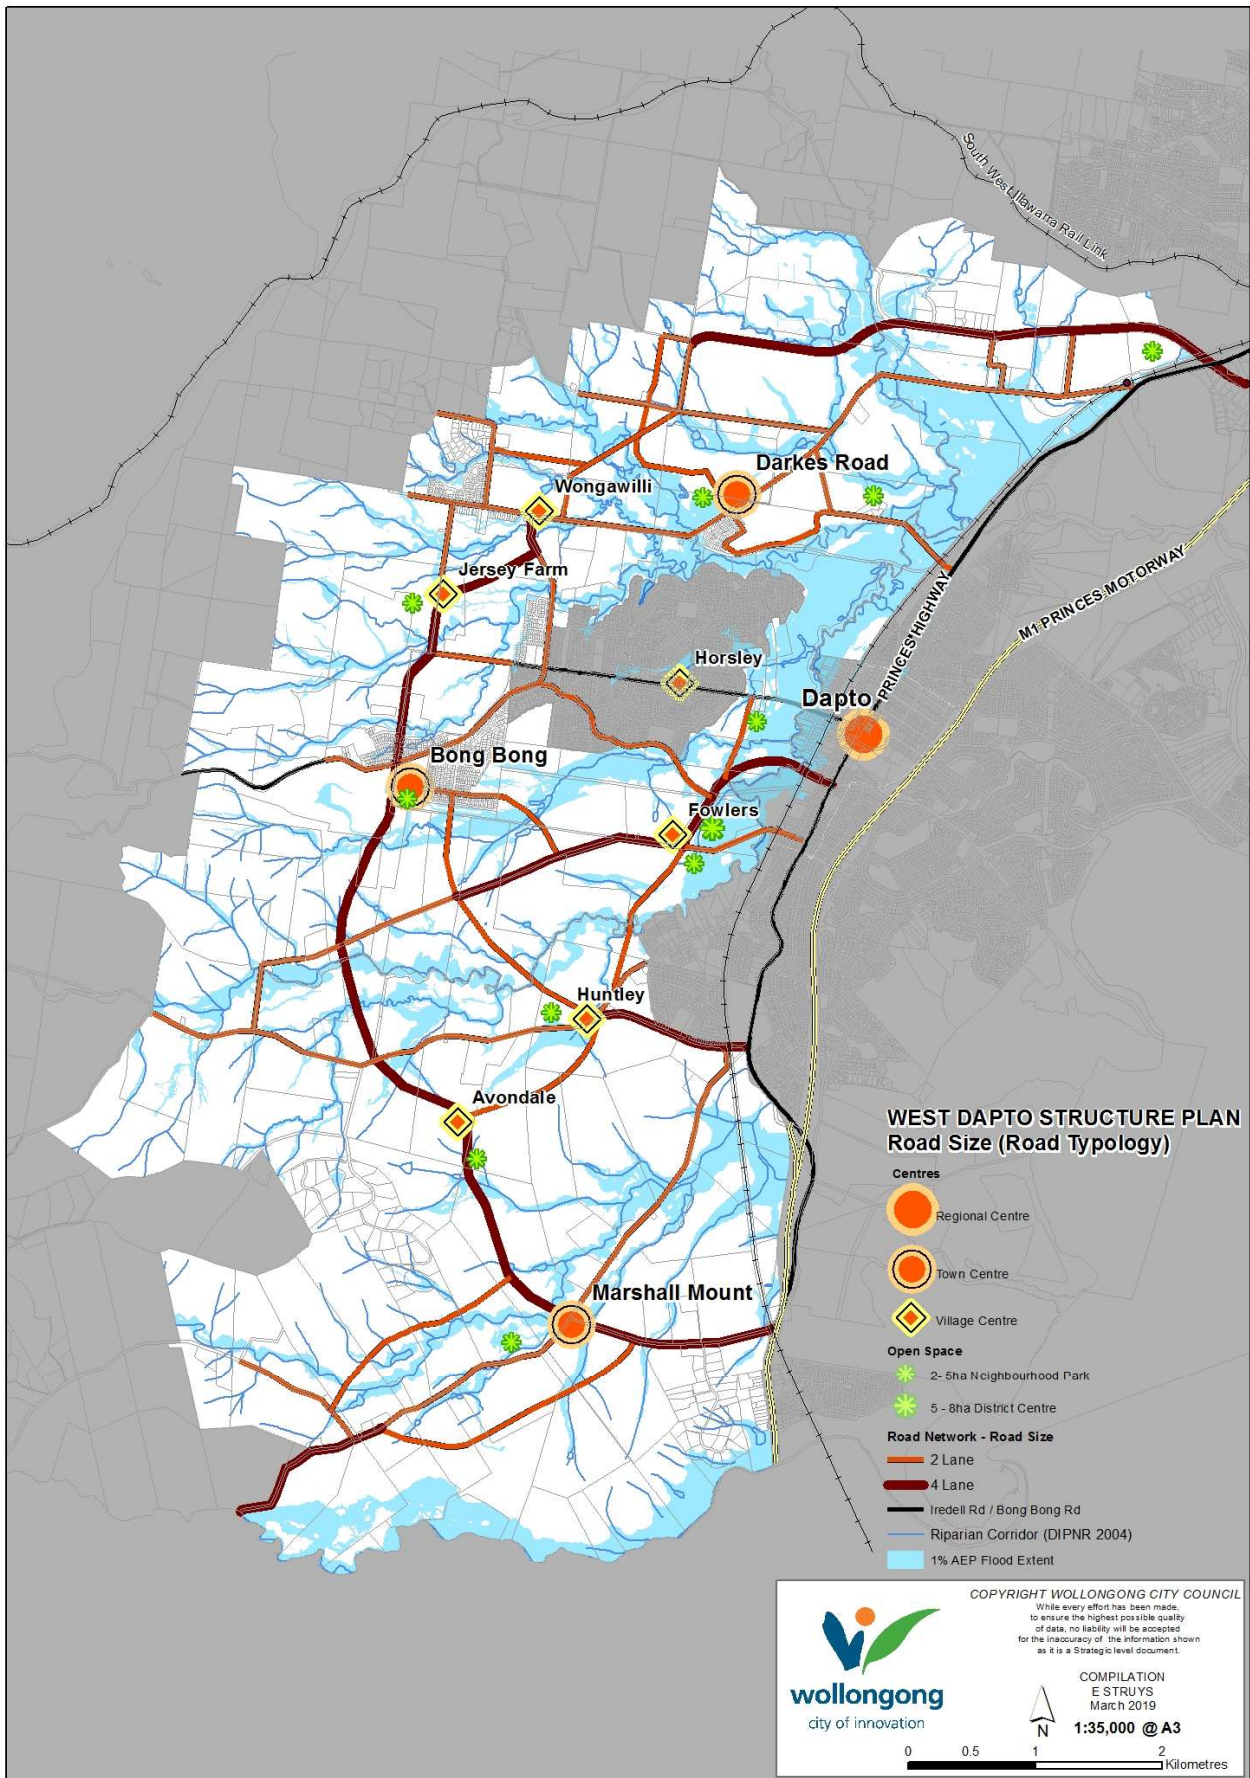 South West Illawarra Rail Link
Darkes Road
Wongawilli
Jersey Farm
M1 PRINCES MOTORWAY
PRINCES HIGHWAY
Horsley
Dapto
Bong Bong
Fowlers
Huntley
Avondale
Marshall Mount
WEST DAPTO STRUCTURE PLAN
Road Size (Road Typology)
Centres
Regional Centre
Town Centre
Village Centre
Open Space
2- 5ha Neighbourhood Park
5 - 8ha District Centre
Road Network - Road Size
2 Lane
4 Lane
Iredell Rd / Bong Bong Rd
Riparian Corridor (DIPNR 2004)
1% AEP Flood Extent
COPYRIGHT WOLLONGONG CITY COUNCIL
While every effort has been made,
to ensure the highest possible quality
of data, no liability will be accepted
for the inaccuracy of the information shown
as it is a Strategic level document.
COMPILATION
E STRUYS
March 2019
N
1:35,000 @ A3
wollongong
city of innovation
0 0.5 1 2
Kilometres